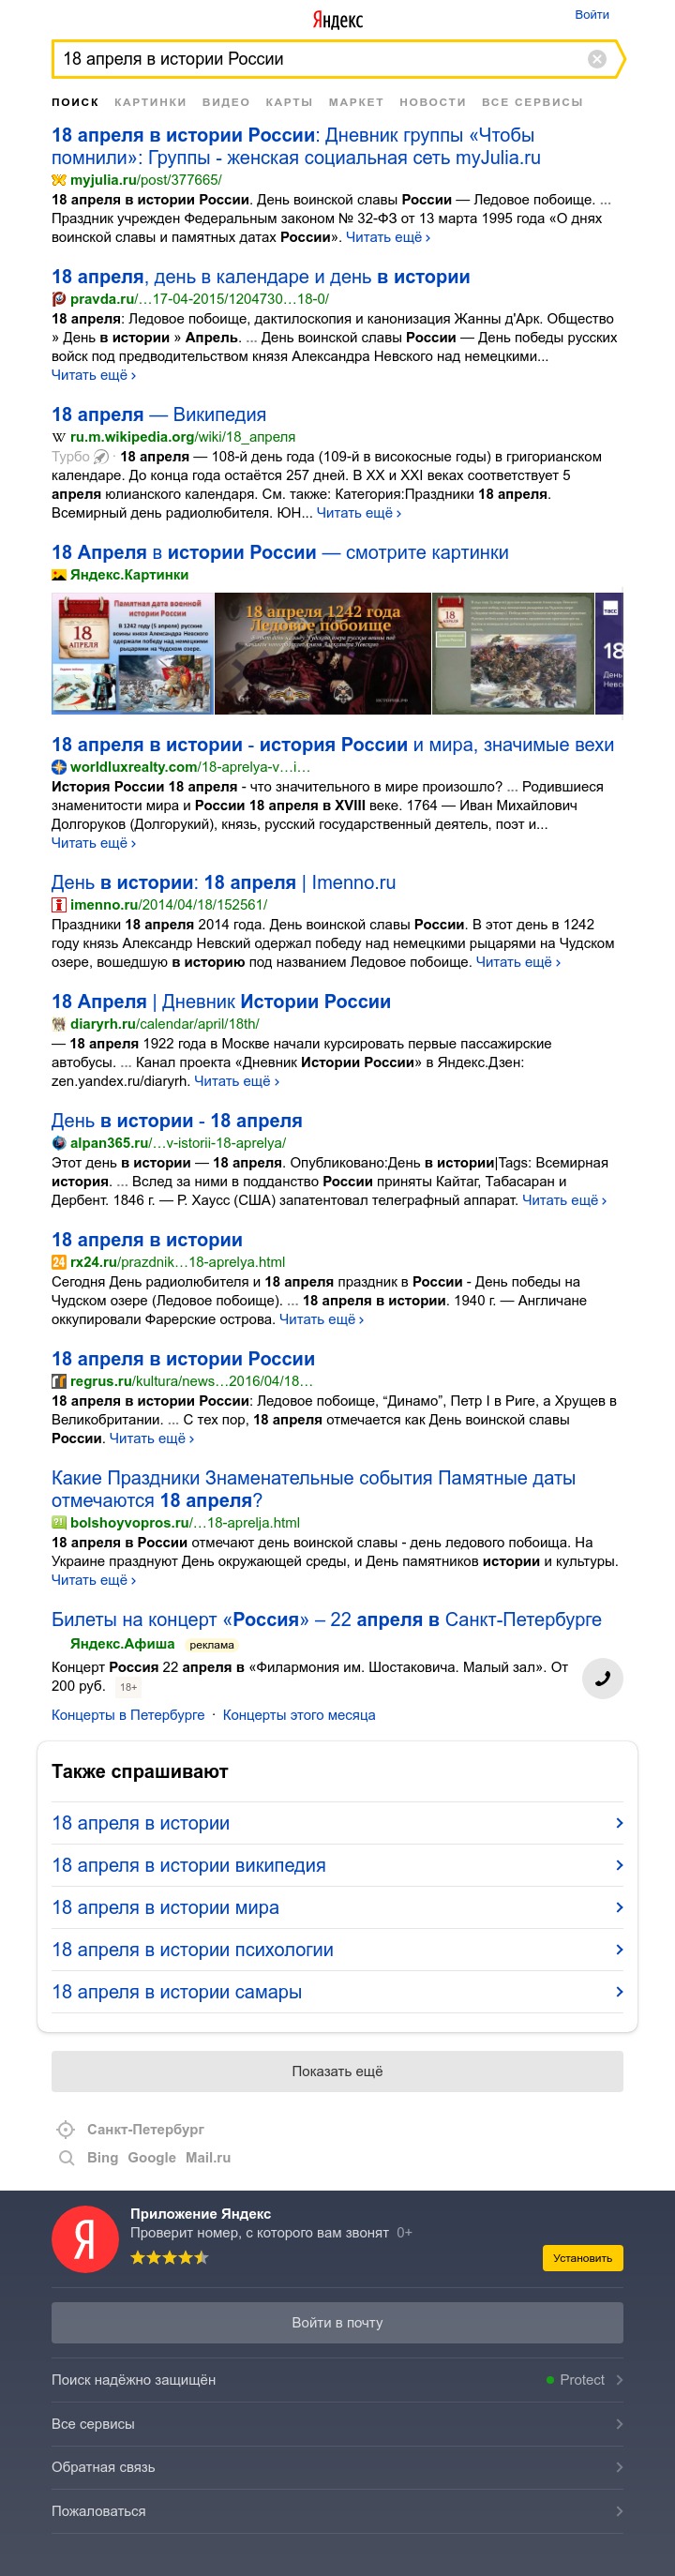 Яндекс
Войти
18 апреля в истории России
ПОИСК КАРТИНКИ ВИДЕО КАРТЫ МАРКЕТ НОВОСТИ ВСЕ СЕРВИСЫ
18 апреля в истории России: Дневник группы «Чтобы
помнили»: Группы - женская социальная сеть myJulia.ru
myjulia.ru/post/377665/
18 апреля в истории России. День воинской славы России — Ледовое побоище. ...
Праздник учрежден Федеральным законом № 32-ФЗ от 13 марта 1995 года «О днях
воинской славы и памятных датах России». Читать ещё ›
18 апреля, день в календаре и день в истории
pravda.ru/…17-04-2015/1204730…18-0/
18 апреля: Ледовое побоище, дактилоскопия и канонизация Жанны д'Арк. Общество
» День в истории » Апрель. ... День воинской славы России — День победы русских
войск под предводительством князя Александра Невского над немецкими...
Читать ещё ›
18 апреля — Википедия
ru.m.wikipedia.org/wiki/18_апреля
Турбо · 18 апреля — 108-й день года (109-й в високосные годы) в григорианском
календаре. До конца года остаётся 257 дней. В XX и XXI веках соответствует 5
апреля юлианского календаря. См. также: Категория:Праздники 18 апреля.
Всемирный день радиолюбителя. ЮН... Читать ещё ›
18 Апреля в истории России — смотрите картинки
Яндекс.Картинки
18
АПРЕЛЯ
Памятная дата военной
истории России
В 1242 году (5 апреля) русские
воины князя Александра Невского
одержали победу над немецкими
рыцарями на Чудском озере.
18 апреля 1242 года
Ледовое побоище
ИСТОРИЯ.РФ
18
АПРЕЛЯ
ТАСС
18
День
Невс
18 апреля в истории - история России и мира, значимые вехи
worldluxrealty.com/18-aprelya-v…i…
История России 18 апреля - что значительного в мире произошло? ... Родившиеся
знаменитости мира и России 18 апреля в XVIII веке. 1764 — Иван Михайлович
Долгоруков (Долгорукий), князь, русский государственный деятель, поэт и...
Читать ещё ›
День в истории: 18 апреля | Imenno.ru
imenno.ru/2014/04/18/152561/
Праздники 18 апреля 2014 года. День воинской славы России. В этот день в 1242
году князь Александр Невский одержал победу над немецкими рыцарями на Чудском
озере, вошедшую в историю под названием Ледовое побоище. Читать ещё ›
18 Апреля | Дневник Истории России
diaryrh.ru/calendar/april/18th/
— 18 апреля 1922 года в Москве начали курсировать первые пассажирские
автобусы. ... Канал проекта «Дневник Истории России» в Яндекс.Дзен:
zen.yandex.ru/diaryrh. Читать ещё ›
День в истории - 18 апреля
alpan365.ru/…v-istorii-18-aprelya/
Этот день в истории — 18 апреля. Опубликовано:День в истории|Tags: Всемирная
история. ... Вслед за ними в подданство России приняты Кайтаг, Табасаран и
Дербент. 1846 г. — Р. Хаусс (США) запатентовал телеграфный аппарат. Читать ещё ›
18 апреля в истории
24 rx24.ru/prazdnik…18-aprelya.html
Сегодня День радиолюбителя и 18 апреля праздник в России - День победы на
Чудском озере (Ледовое побоище). ... 18 апреля в истории. 1940 г. — Англичане
оккупировали Фарерские острова. Читать ещё ›
18 апреля в истории России
regrus.ru/kultura/news…2016/04/18…
18 апреля в истории России: Ледовое побоище, “Динамо”, Петр I в Риге, а Хрущев в
Великобритании. ... С тех пор, 18 апреля отмечается как День воинской славы
России. Читать ещё ›
Какие Праздники Знаменательные события Памятные даты
отмечаются 18 апреля?
bolshoyvopros.ru/…18-aprelja.html
18 апреля в России отмечают день воинской славы - день ледового побоища. На
Украине празднуют День окружающей среды, и День памятников истории и культуры.
Читать ещё ›
Билеты на концерт «Россия» – 22 апреля в Санкт-Петербурге
Яндекс.Афиша реклама
Концерт Россия 22 апреля в «Филармония им. Шостаковича. Малый зал». От
200 руб. 18+
Концерты в Петербурге · Концерты этого месяца
Также спрашивают
18 апреля в истории
18 апреля в истории википедия
18 апреля в истории мира
18 апреля в истории психологии
18 апреля в истории самары
Показать ещё
Санкт-Петербург
Bing Google Mail.ru
Я
Приложение Яндекс
Проверит номер, с которого вам звонят 0+
Установить
Войти в почту
Поиск надёжно защищён Protect
Все сервисы
Обратная связь
Пожаловаться